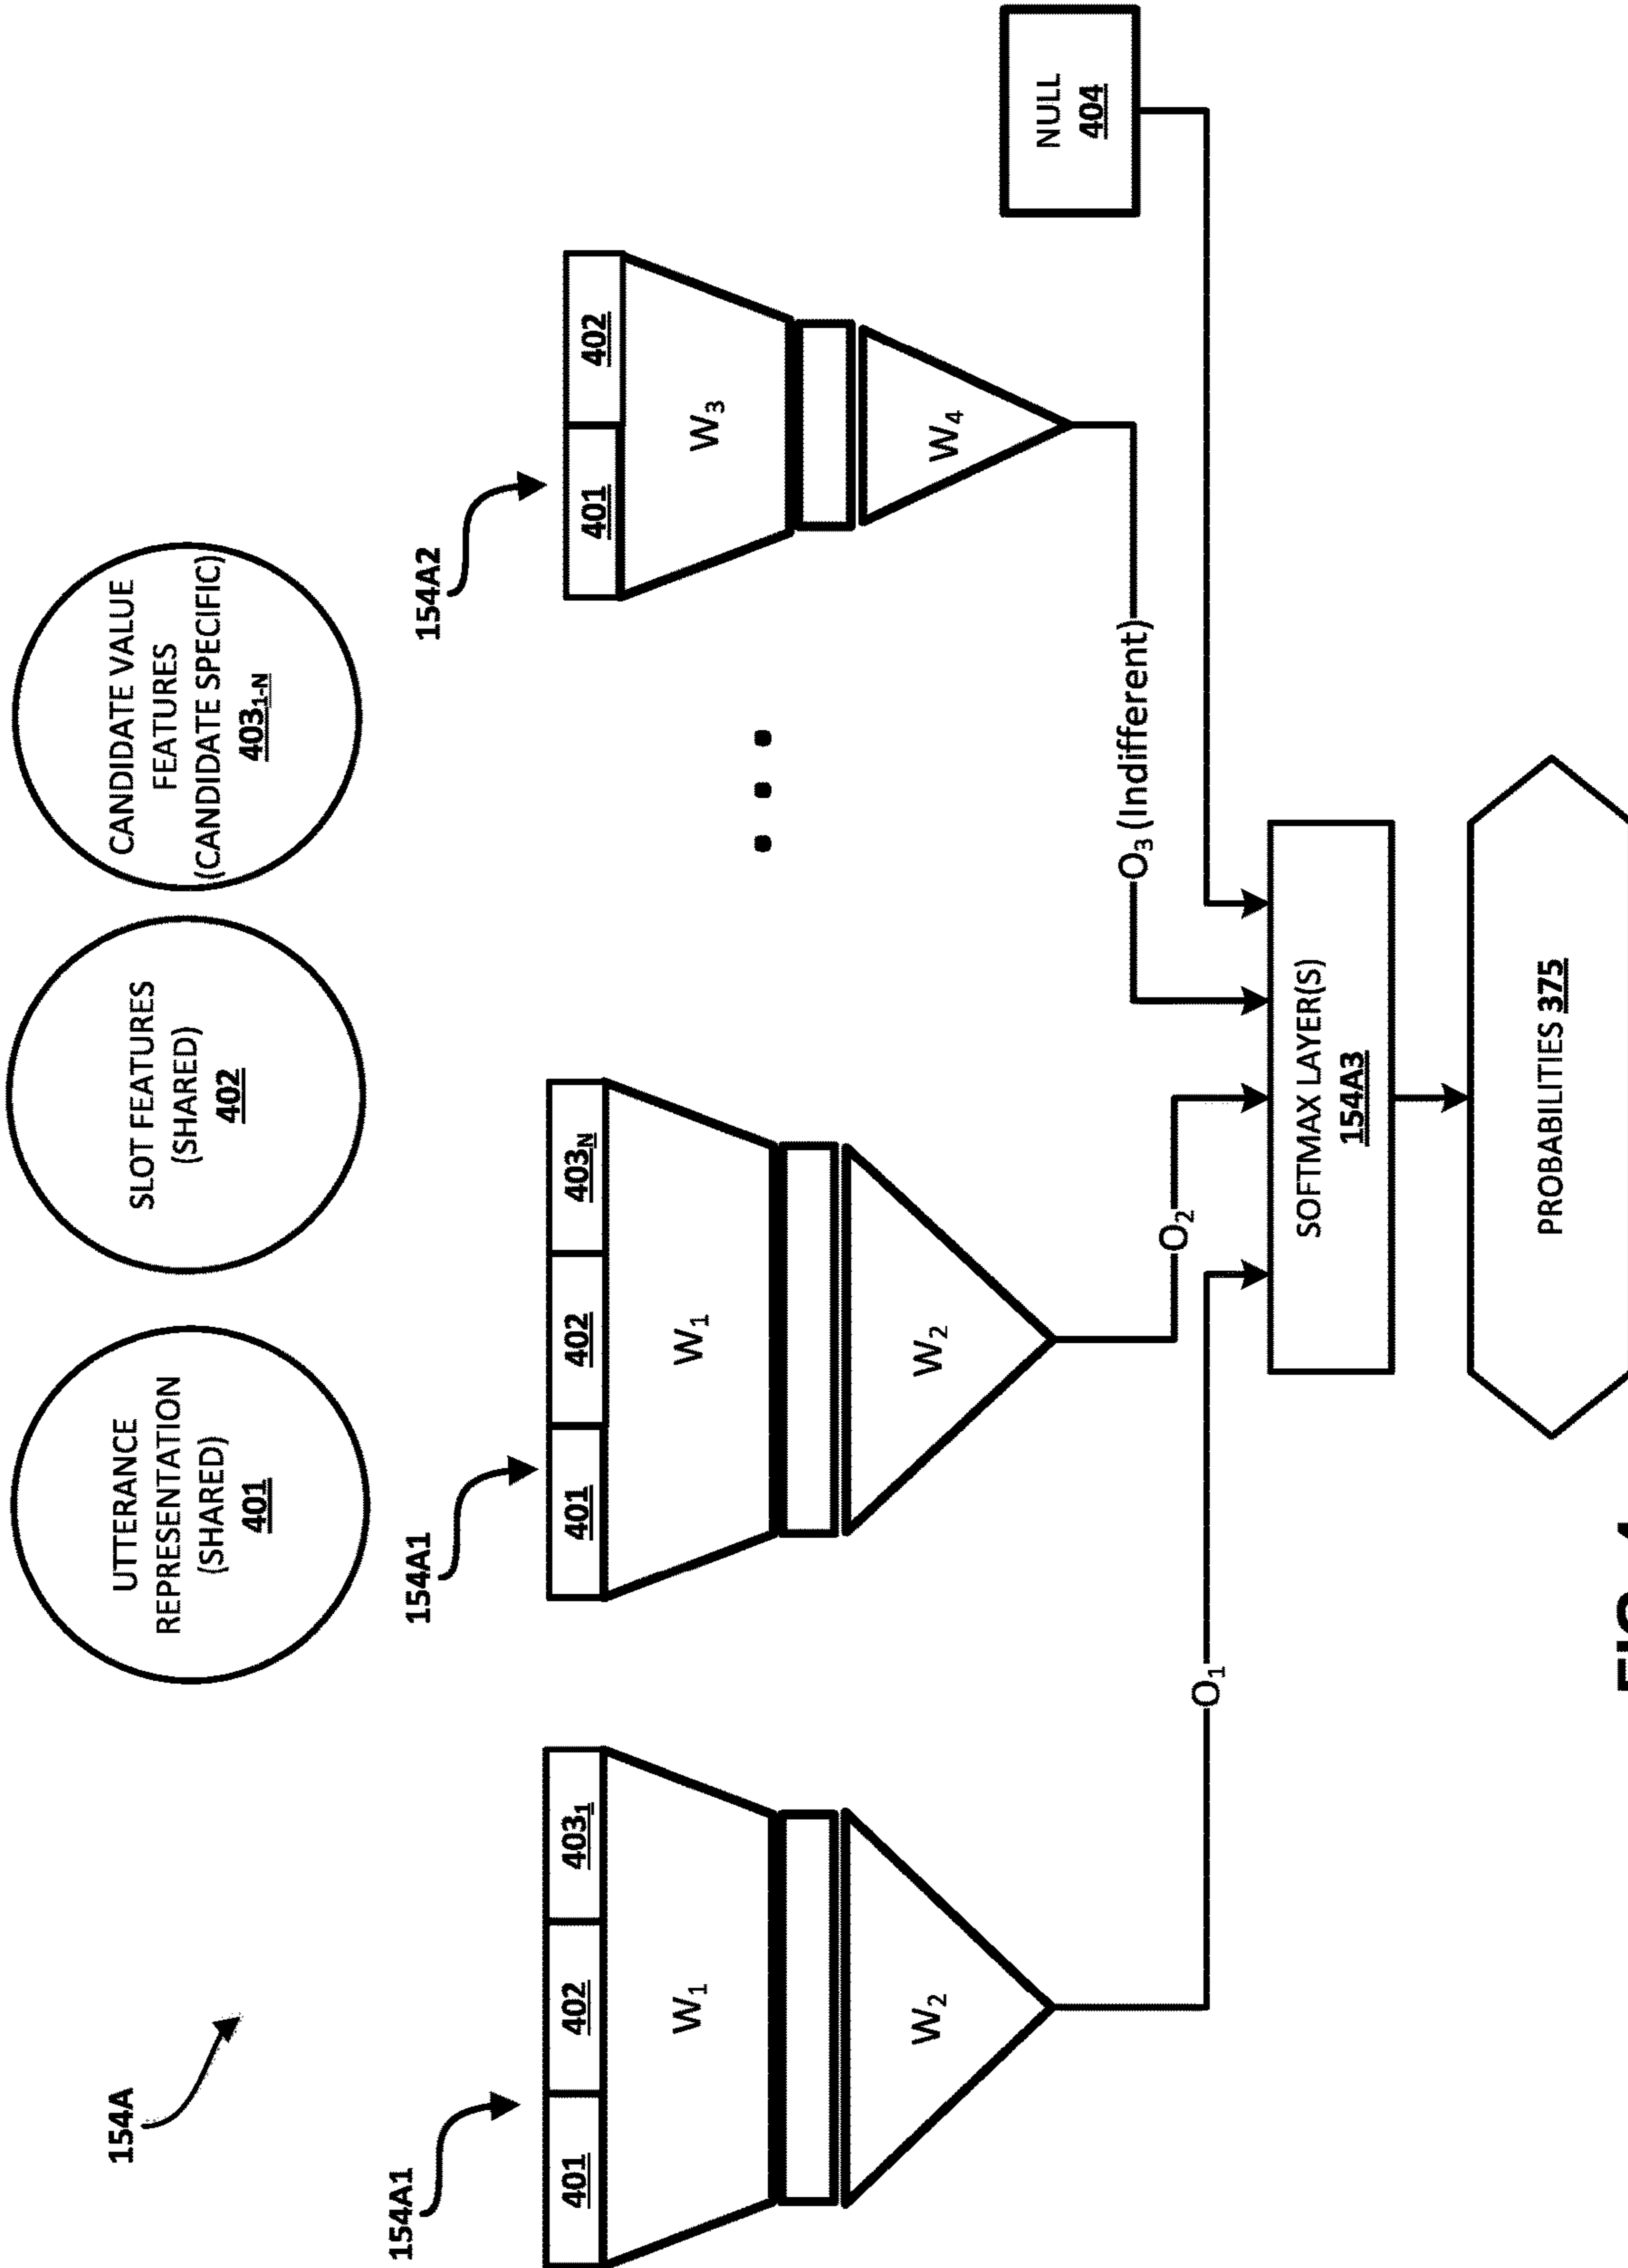 154A
UTTERANCE
REPRESENTATION
(SHARED)
401
SLOT FEATURES
(SHARED)
402
CANDIDATE VALUE
FEATURES
(CANDIDATE SPECIFIC)
403₁₋N
154A1
401 402 403₁
W₁
W₂
154A1
401 402 403N
W₁
W₂
. . .
154A2
401 402
W₃
W₄
NULL
404
O₁
O₂
O₃ (Indifferent)
SOFTMAX LAYER(S)
154A3
PROBABILITIES 375